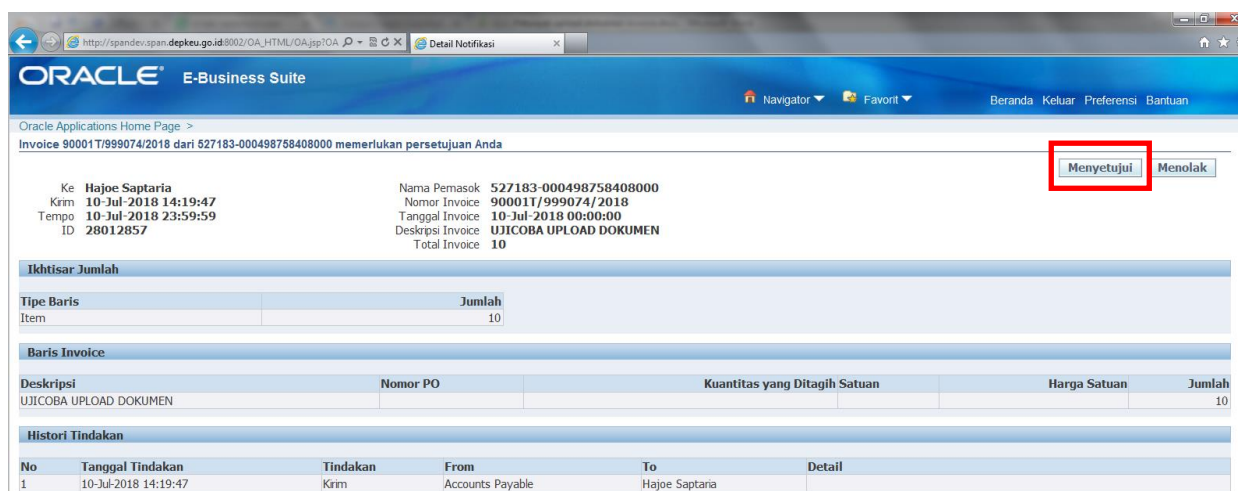 http://spandev.span.depkeu.go.id:8002/OA_HTML/OA.jsp?OA Detail Notifikasi
ORACLE® E-Business Suite
Navigator Favorit Beranda Keluar Preferensi Bantuan
Oracle Applications Home Page >
Invoice 90001T/999074/2018 dari 527183-000498758408000 memerlukan persetujuan Anda
Menyetujui Menolak
Ke Hajoe Saptaria Nama Pemasok 527183-000498758408000
Kirim 10-Jul-2018 14:19:47 Nomor Invoice 90001T/999074/2018
Tempo 10-Jul-2018 23:59:59 Tanggal Invoice 10-Jul-2018 00:00:00
ID 28012857 Deskripsi Invoice UJICOBA UPLOAD DOKUMEN
Total Invoice 10
Ikhtisar Jumlah
Tipe Baris Jumlah
Item 10
Baris Invoice
Deskripsi Nomor PO Kuantitas yang Ditagih Satuan Harga Satuan Jumlah
UJICOBA UPLOAD DOKUMEN 10
Histori Tindakan
No Tanggal Tindakan Tindakan From To Detail
1 10-Jul-2018 14:19:47 Kirim Accounts Payable Hajoe Saptaria